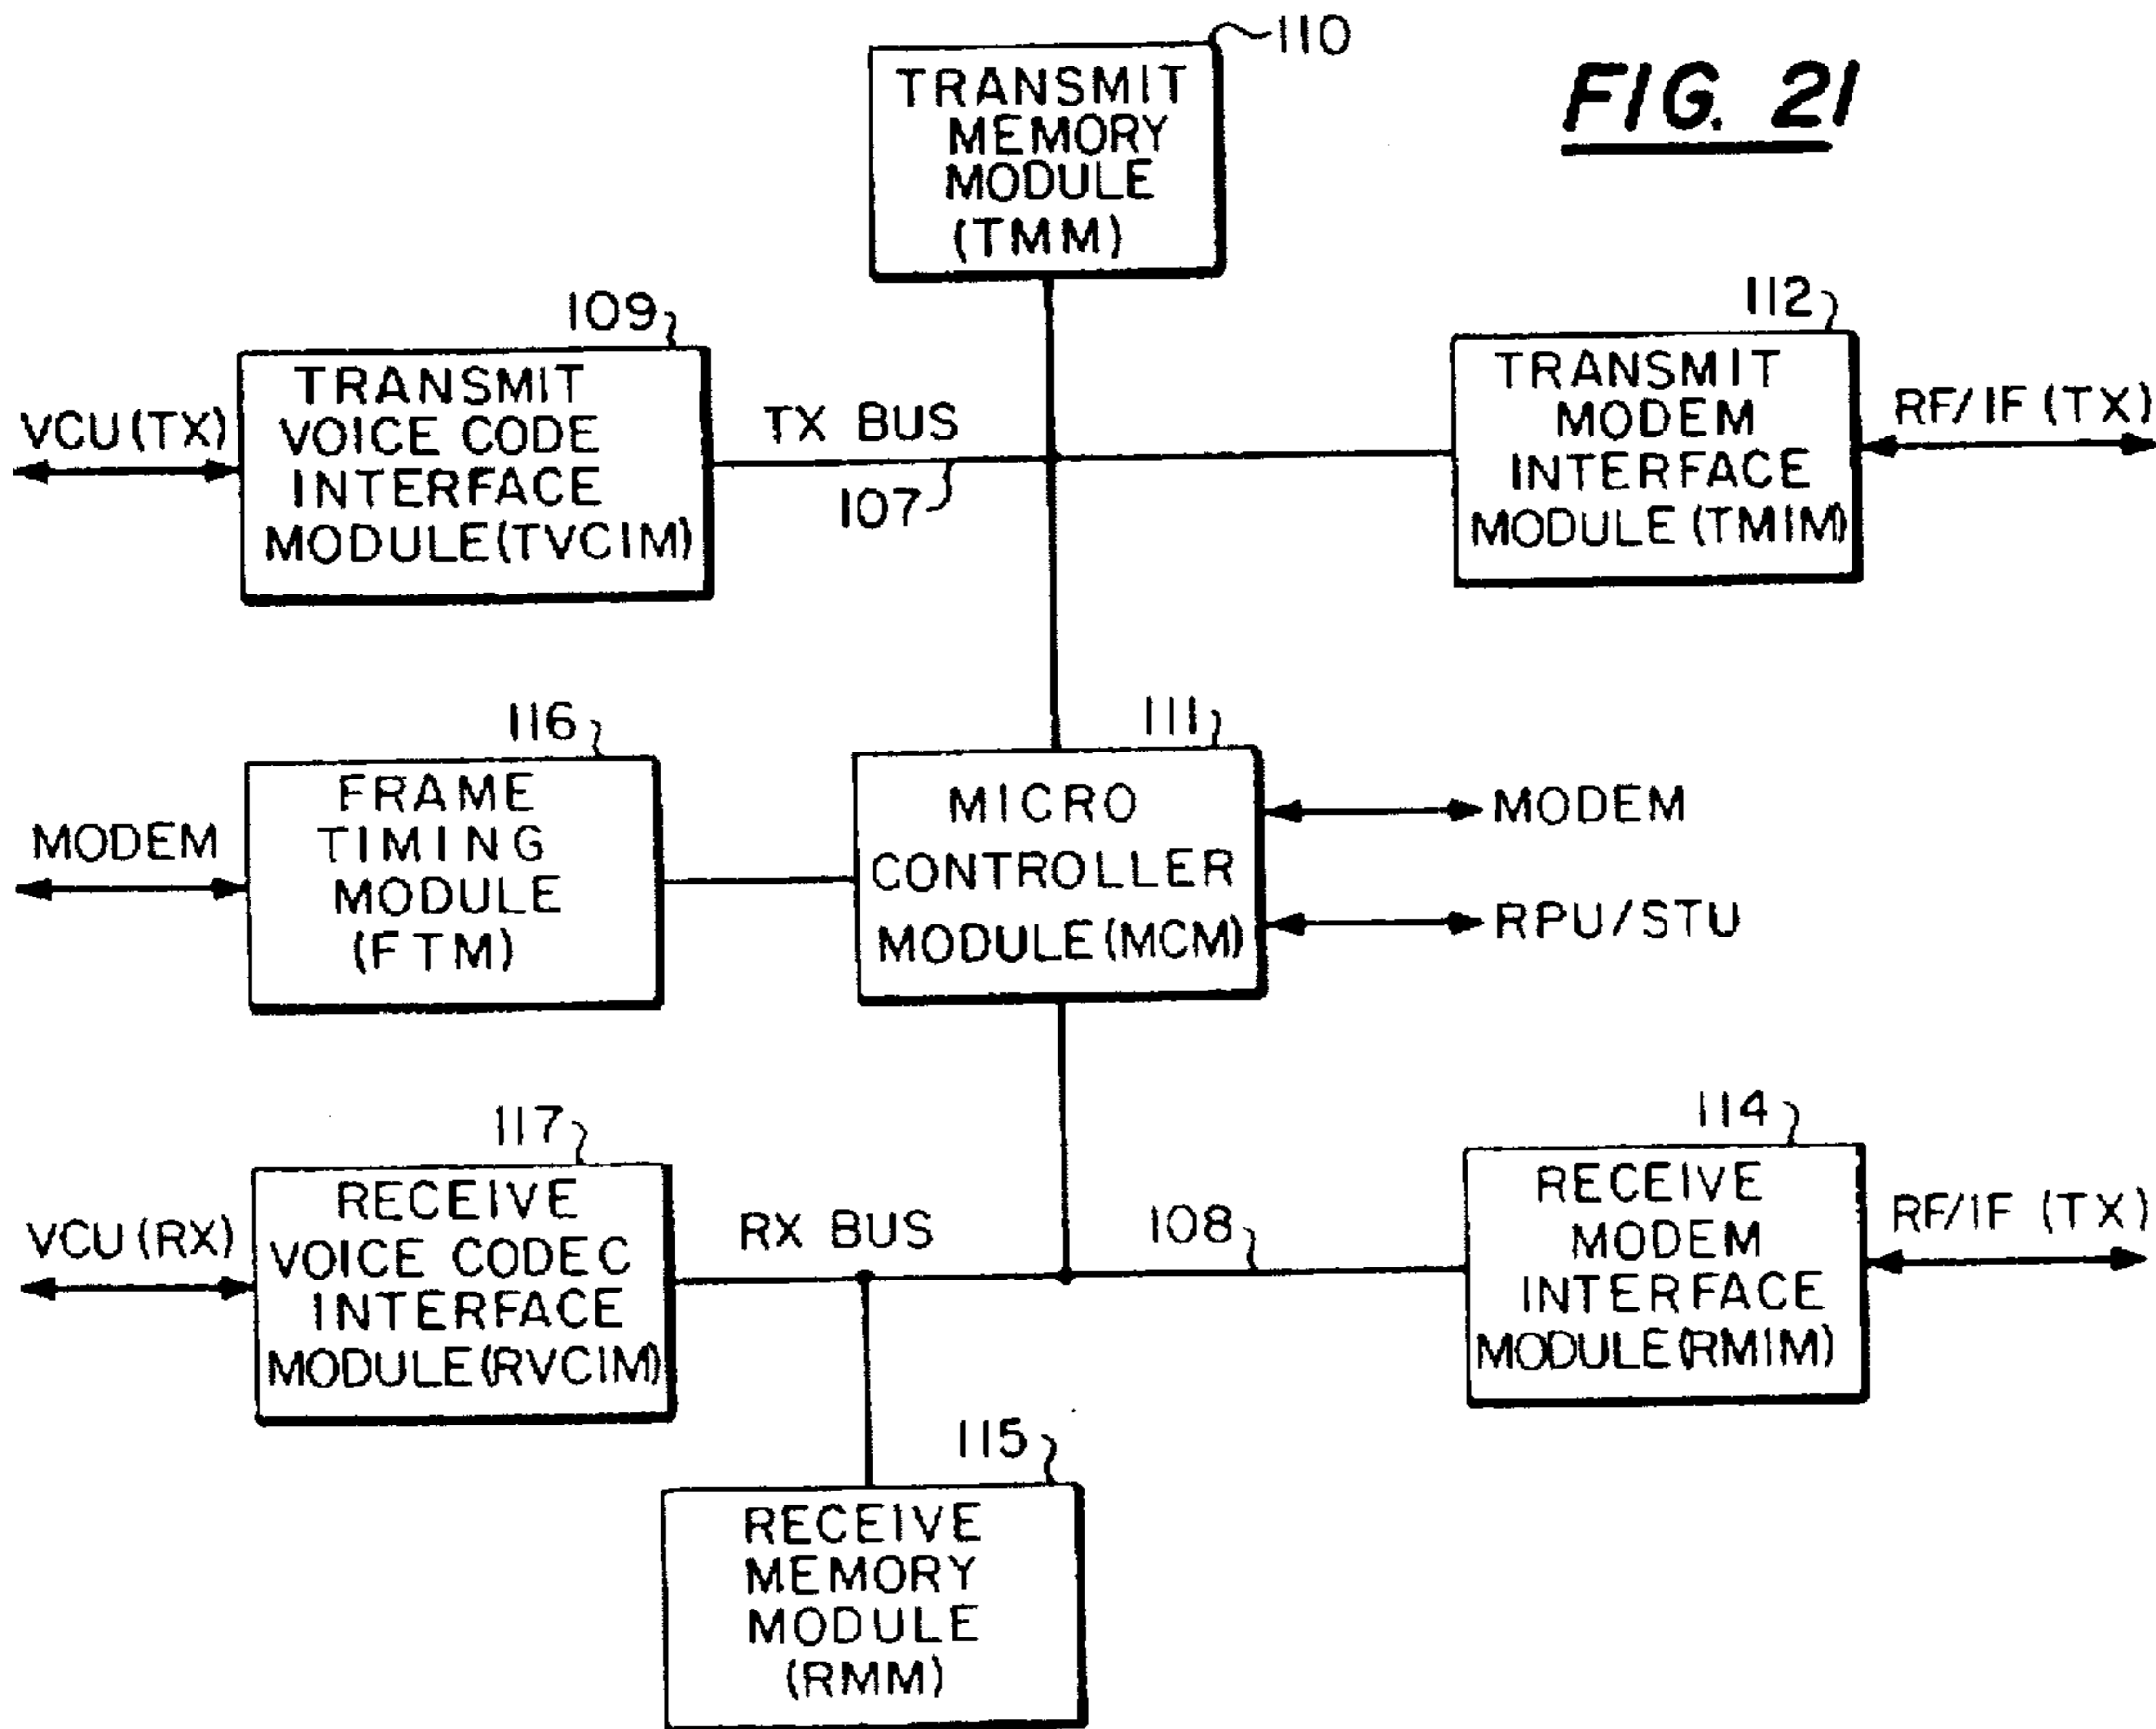 110
FIG. 21
TRANSMIT
MEMORY
MODULE
(TMM)
109
112
VCU (TX)
TRANSMIT
VOICE CODE
INTERFACE
MODULE (TVCIM)
TX BUS
107
TRANSMIT
MODEM
INTERFACE
MODULE (TMIM)
RF/IF (TX)
116
111
MODEM
FRAME
TIMING
MODULE
(FTM)
MICRO
CONTROLLER
MODULE (MCM)
MODEM
RPU/STU
117
114
VCU (RX)
RECEIVE
VOICE CODEC
INTERFACE
MODULE (RVCIM)
RX BUS
108
RECEIVE
MODEM
INTERFACE
MODULE (RMIM)
RF/IF (TX)
115
RECEIVE
MEMORY
MODULE
(RMM)